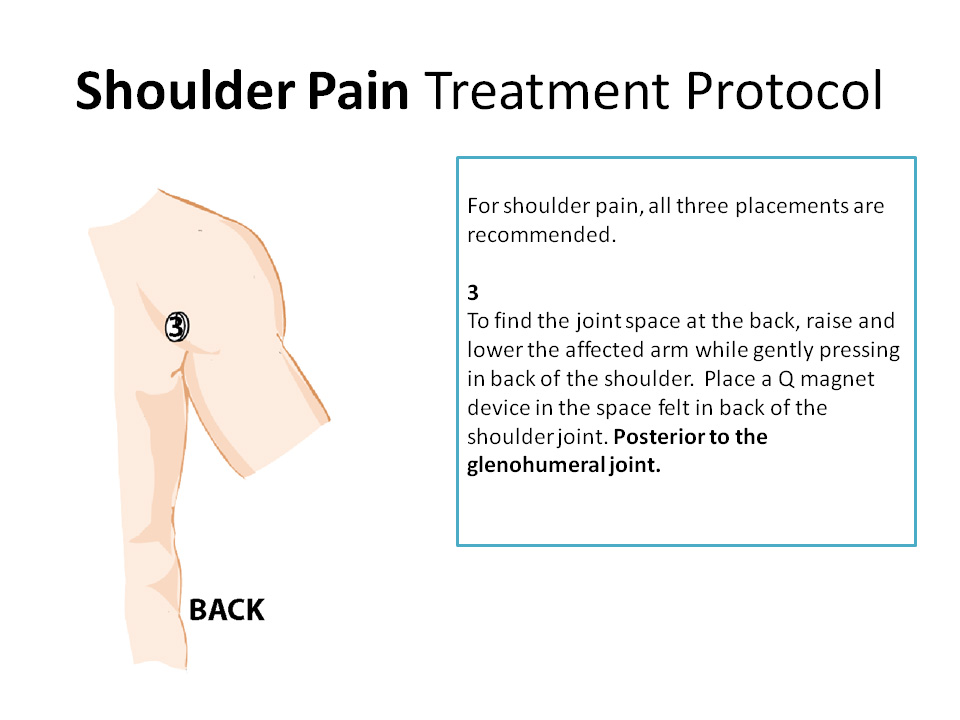 Shoulder Pain Treatment Protocol
For shoulder pain, all three placements are
recommended.
3
To find the joint space at the back, raise and
lower the affected arm while gently pressing
in back of the shoulder.  Place a Q magnet
device in the space felt in back of the
shoulder joint. Posterior to the
glenohumeral joint.
3
BACK